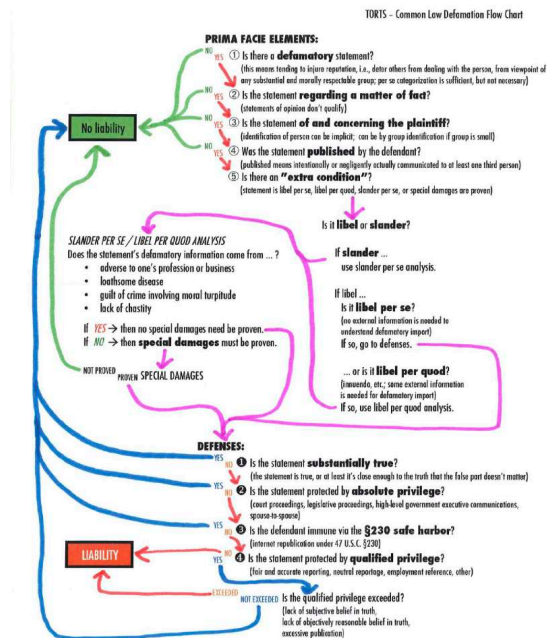 TORTS – Common Law Defamation Flow Chart
PRIMA FACIE ELEMENTS:
NO
YES
① Is there a defamatory statement?
(this means tending to injure reputation, i.e., deter others from dealing with the person, from viewpoint of
any substantial and morally respectable group; per se categorization is sufficient, but not necessary)
NO
YES
② Is the statement regarding a matter of fact?
(statements of opinion don't qualify)
NO
YES
③ Is the statement of and concerning the plaintiff?
(identification of person can be implicit; can be by group identification if group is small)
NO
YES
④ Was the statement published by the defendant?
(published means intentionally or negligently actually communicated to at least one third person)
⑤ Is there an "extra condition"?
(statement is libel per se, libel per quod, slander per se, or special damages are proven)
No liability
Is it libel or slander?
If slander ...
use slander per se analysis.
If libel ...
Is it libel per se?
(no external information is needed to
understand defamatory import)
If so, go to defenses.
... or is it libel per quod?
(innuendo, etc.; some external information
is needed for defamatory import)
If so, use libel per quod analysis.
SLANDER PER SE / LIBEL PER QUOD ANALYSIS
Does the statement's defamatory information come from ... ?
• adverse to one's profession or business
• loathsome disease
• guilt of crime involving moral turpitude
• lack of chastity
If YES → then no special damages need be proven.
If NO → then special damages must be proven.
NOT PROVED
PROVEN
SPECIAL DAMAGES
DEFENSES:
YES
NO
❶ Is the statement substantially true?
(the statement is true, or at least it's close enough to the truth that the false part doesn't matter)
YES
NO
❷ Is the statement protected by absolute privilege?
(court proceedings, legislative proceedings, high-level government executive communications,
spouse-to-spouse)
YES
NO
❸ Is the defendant immune via the §230 safe harbor?
(internet republication under 47 U.S.C. §230)
NO
YES
❹ Is the statement protected by qualified privilege?
(fair and accurate reporting, neutral reportage, employment reference, other)
LIABILITY
EXCEEDED
NOT EXCEEDED
Is the qualified privilege exceeded?
(lack of subjective belief in truth,
lack of objectively reasonable belief in truth,
excessive publication)